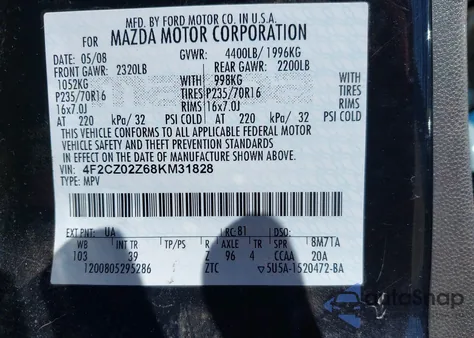 MFD. BY FORD MOTOR CO. IN U.S.A.
FOR MAZDA MOTOR CORPORATION
DATE: 05/08 GVWR: 4400LB/ 1996KG
FRONT GAWR: 2320LB REAR GAWR: 2200LB
1052KG WITH 998KG WITH
P235/70R16 TIRES P235/70R16 TIRES
16x7.0J RIMS 16x7.0J RIMS
AT 220 kPa/ 32 PSI COLD AT 220 kPa/ 32 PSI COLD
THIS VEHICLE CONFORMS TO ALL APPLICABLE FEDERAL MOTOR
VEHICLE SAFETY AND THEFT PREVENTION STANDARDS
IN EFFECT ON THE DATE OF MANUFACTURE SHOWN ABOVE.
VIN: 4F2CZ02Z68KM31828
TYPE: MPV
EXT PNT: UA RC: 81
WB INT TR TP/PS R AXLE TR SPR 8M71A
103 39 Z 96 4 CCAA 20A
1200805295286 ZTC ▽5U5A-1520472-BA
AutoSnap